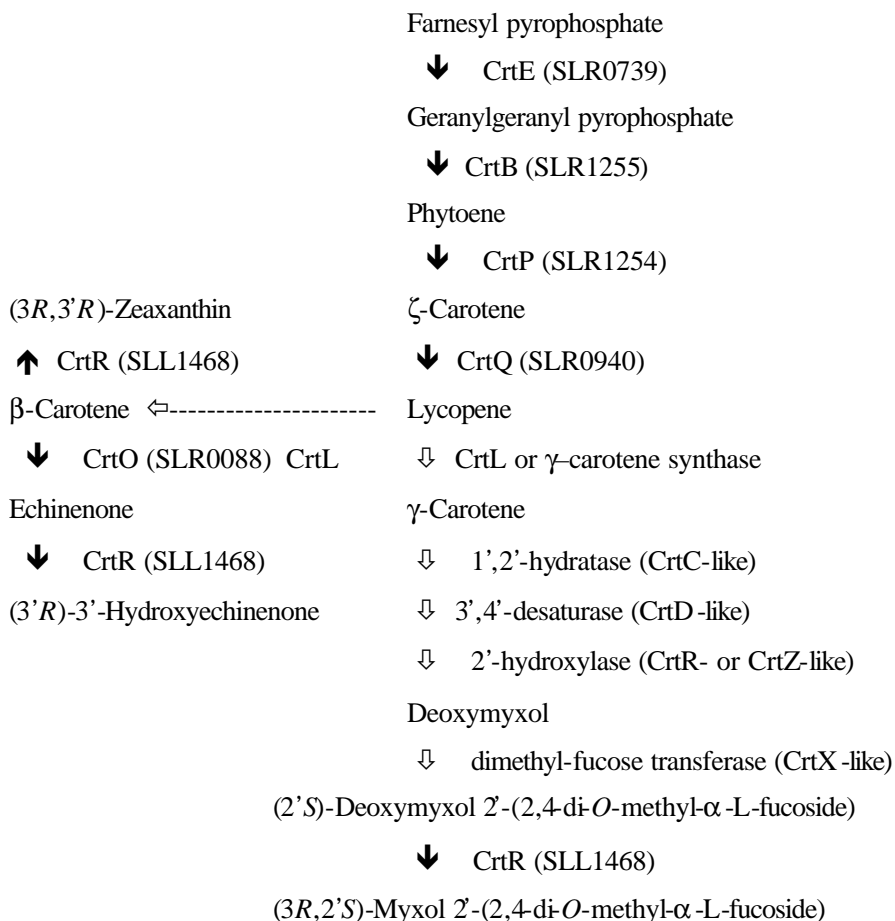 Farnesyl pyrophosphate
🡻 CrtE (SLR0739)
Geranylgeranyl pyrophosphate
🡻 CrtB (SLR1255)
Phytoene
🡻 CrtP (SLR1254)
(3R,3'R)-Zeaxanthin ζ-Carotene
🡹 CrtR (SLL1468) 🡻 CrtQ (SLR0940)
β-Carotene ⇦---------------------- Lycopene
🡻 CrtO (SLR0088) CrtL ⇩ CrtL or γ–carotene synthase
Echinenone γ-Carotene
🡻 CrtR (SLL1468) ⇩ 1',2'-hydratase (CrtC-like)
(3'R)-3'-Hydroxyechinenone ⇩ 3',4'-desaturase (CrtD-like)
⇩ 2'-hydroxylase (CrtR- or CrtZ-like)
Deoxymyxol
⇩ dimethyl-fucose transferase (CrtX-like)
(2'S)-Deoxymyxol 2'-(2,4-di-O-methyl-α-L-fucoside)
🡻 CrtR (SLL1468)
(3R,2'S)-Myxol 2'-(2,4-di-O-methyl-α-L-fucoside)